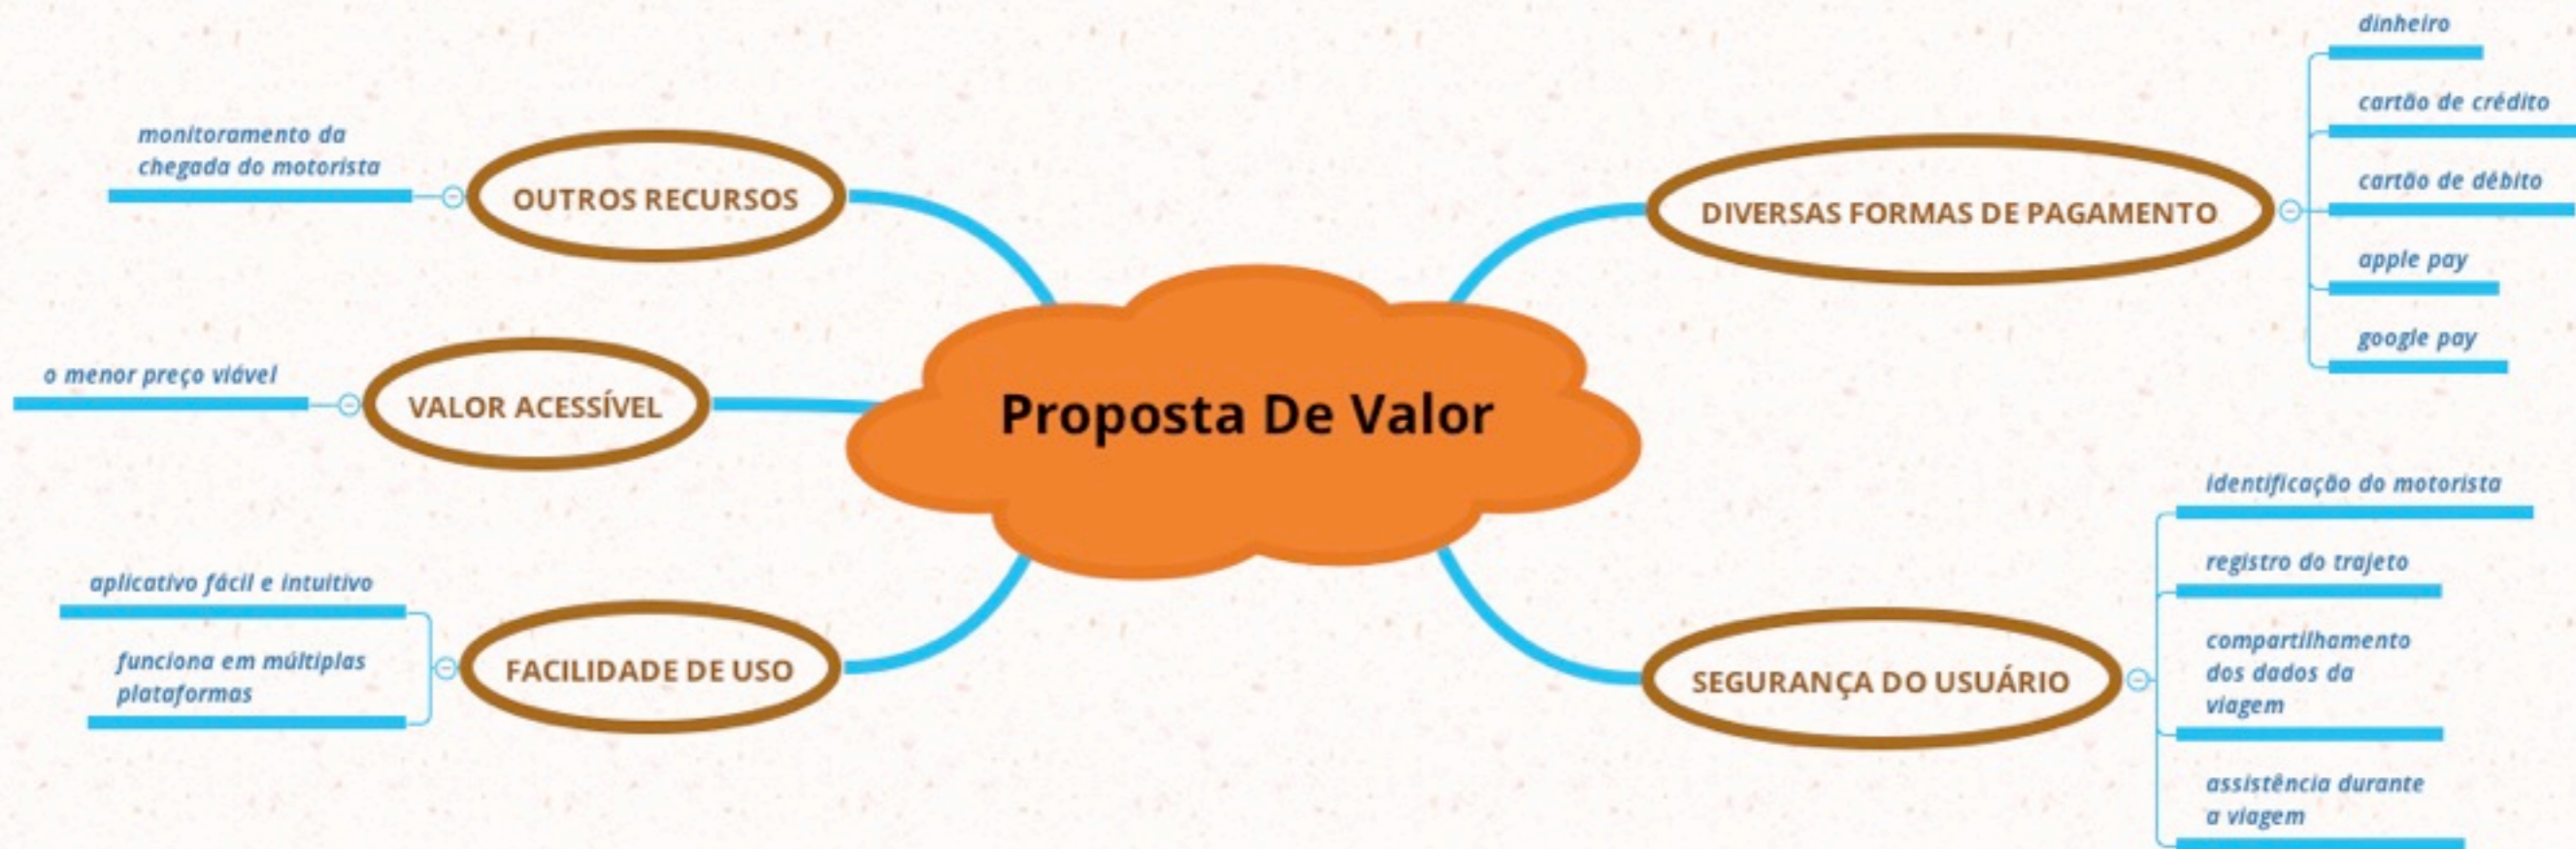 Proposta De Valor
DIVERSAS FORMAS DE PAGAMENTO
dinheiro
cartão de crédito
cartão de débito
apple pay
google pay
SEGURANÇA DO USUÁRIO
identificação do motorista
registro do trajeto
compartilhamento
dos dados da
viagem
assistência durante
a viagem
OUTROS RECURSOS
monitoramento da
chegada do motorista
VALOR ACESSÍVEL
o menor preço viável
FACILIDADE DE USO
aplicativo fácil e intuitivo
funciona em múltiplas
plataformas